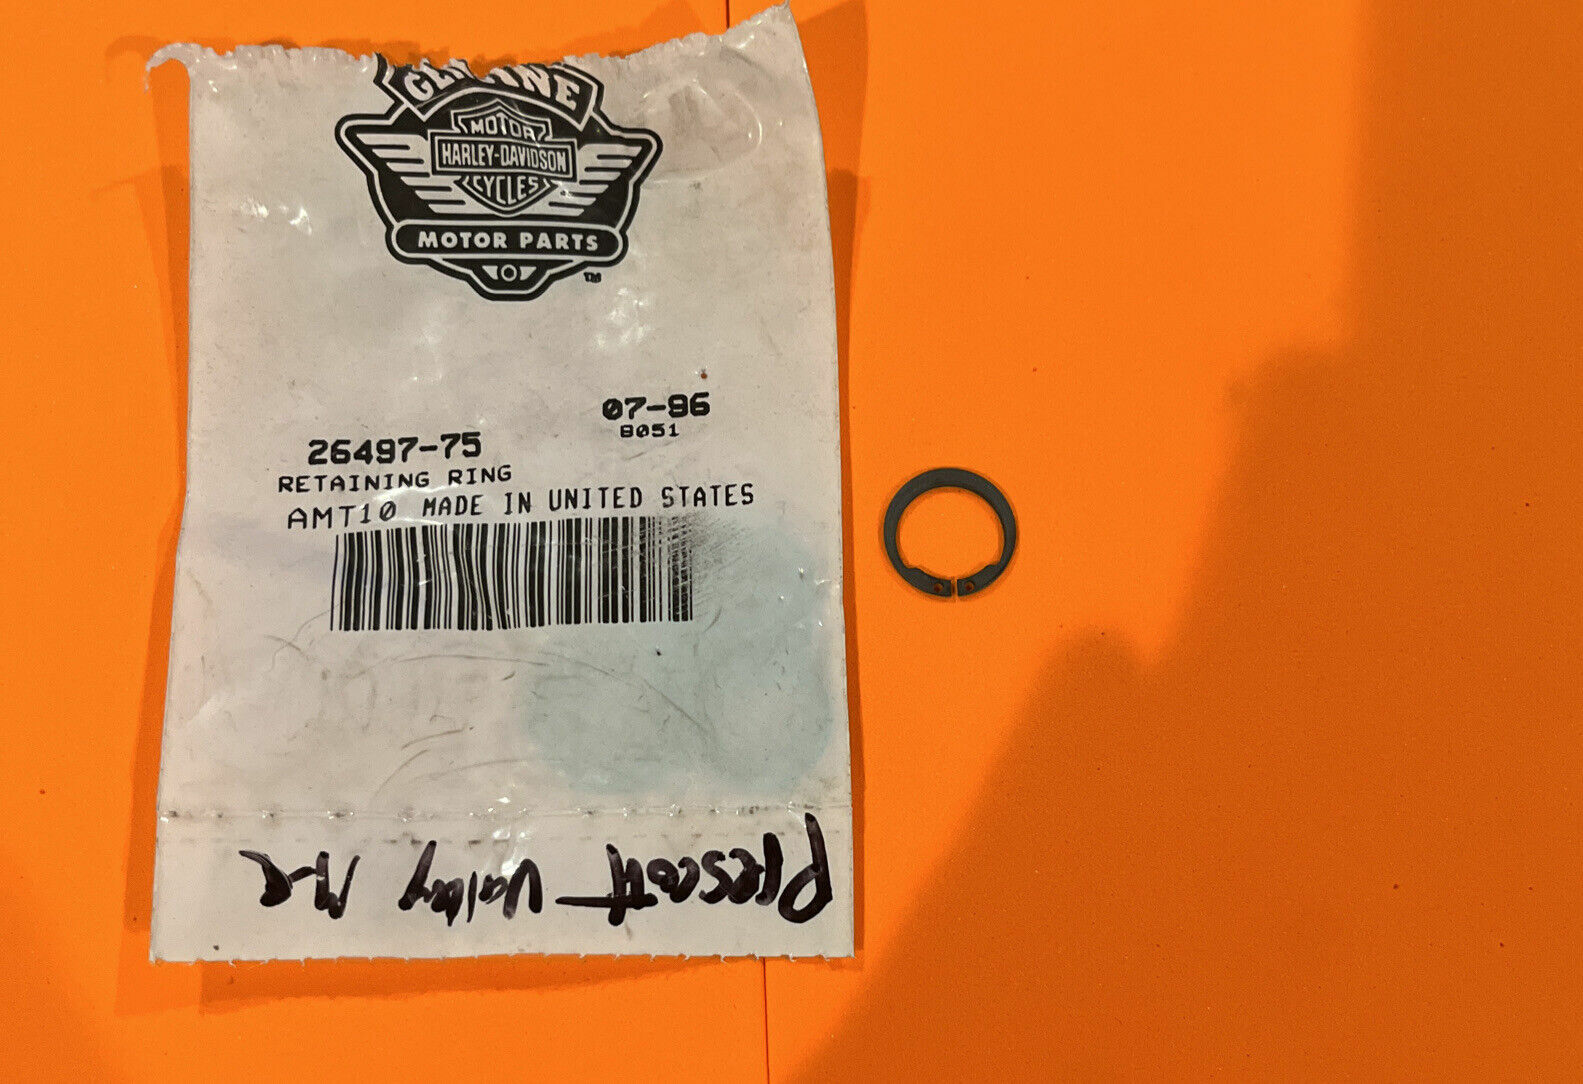 GENUINE
MOTOR
HARLEY-DAVIDSON
CYCLES
MOTOR PARTS
TM
07-96
8051
26497-75
RETAINING RING
AMT10 MADE IN UNITED STATES
Prescott Valley M-C